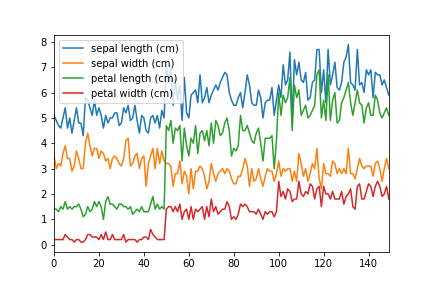 8
7
6
5
4
3
2
1
0
sepal length (cm)
sepal width (cm)
petal length (cm)
petal width (cm)
0 20 40 60 80 100 120 140